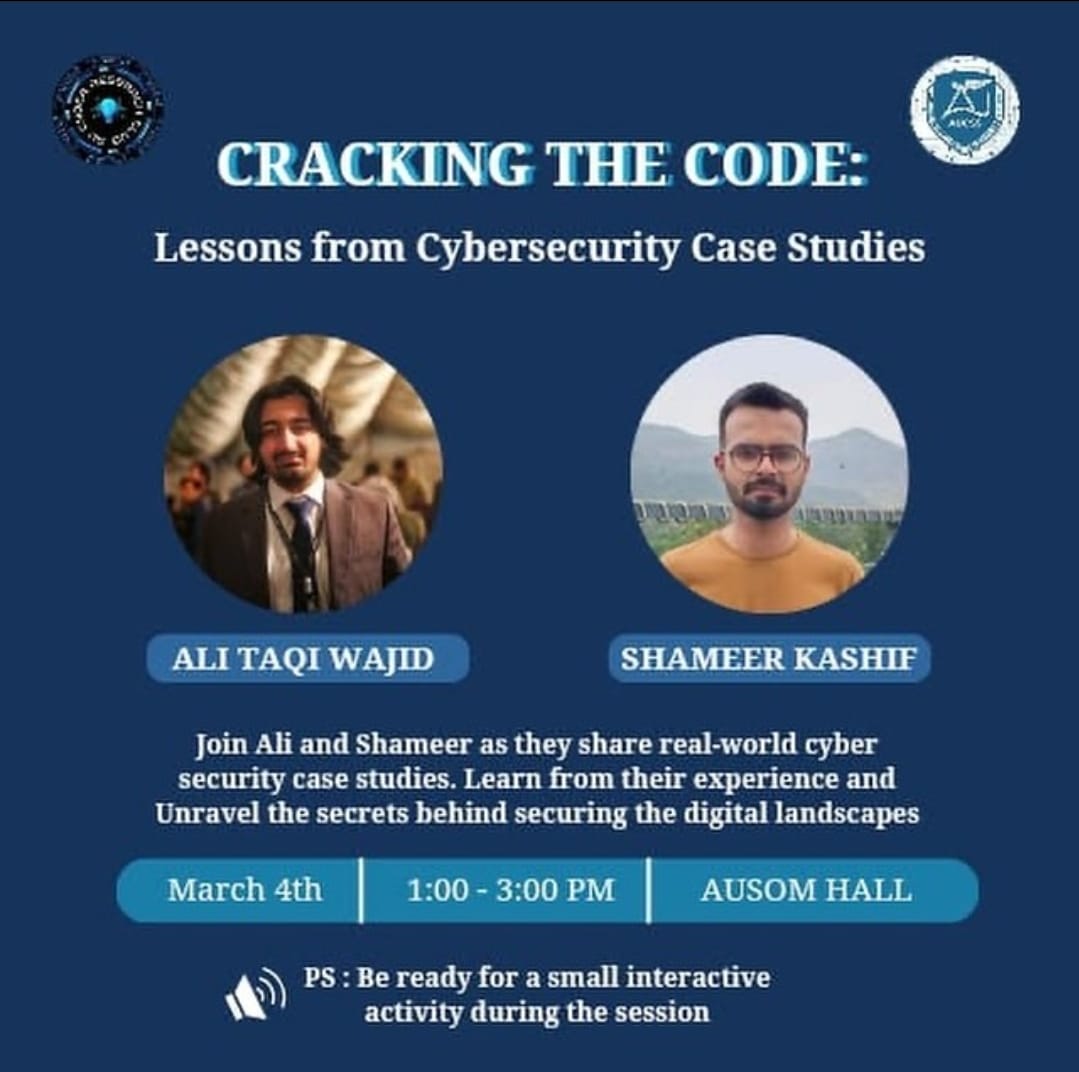 CRACKING THE CODE:
Lessons from Cybersecurity Case Studies
ALI TAQI WAJID
SHAMEER KASHIF
Join Ali and Shameer as they share real-world cyber
security case studies. Learn from their experience and
Unravel the secrets behind securing the digital landscapes
March 4th
1:00 - 3:00 PM
AUSOM HALL
PS : Be ready for a small interactive
activity during the session